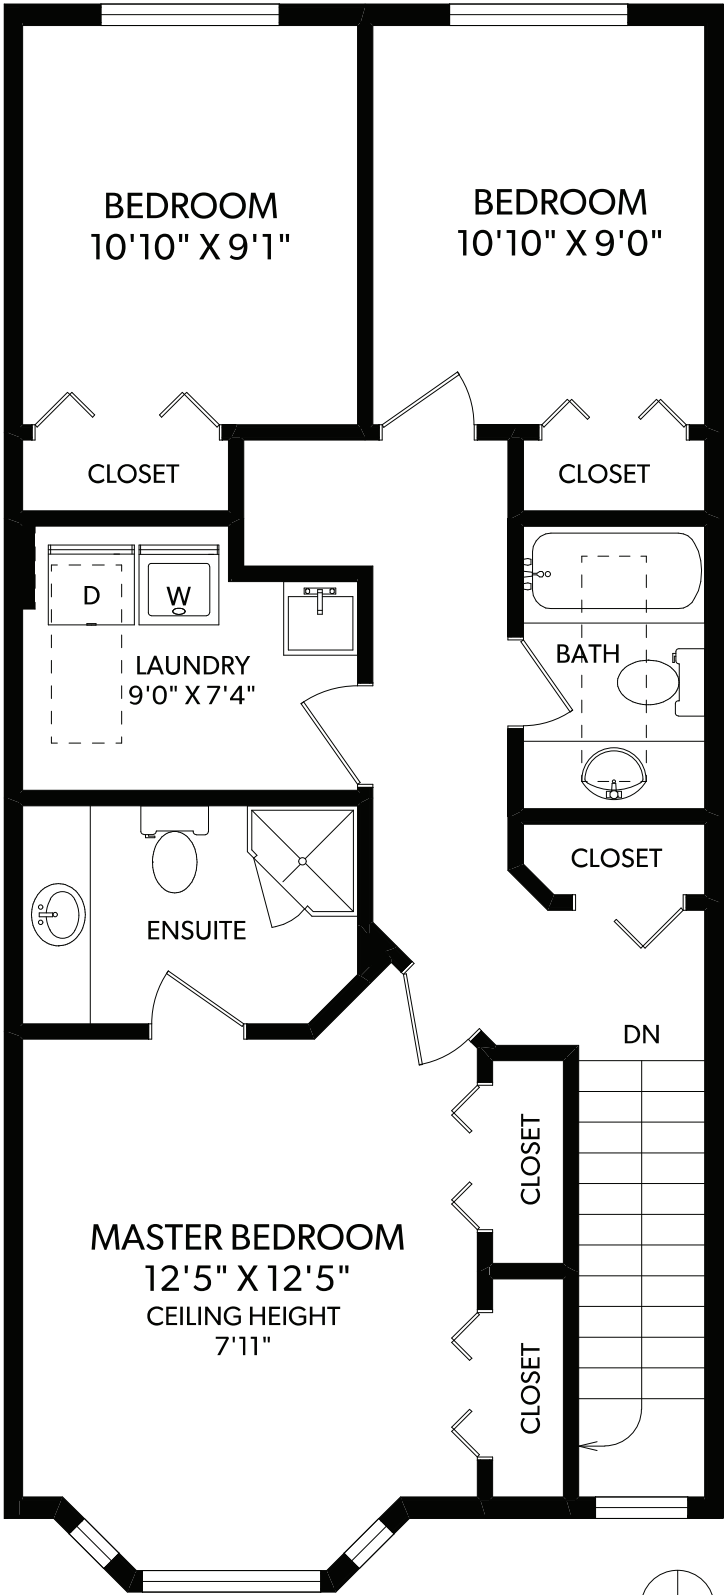 BEDROOM
10'10" X 9'1"
BEDROOM
10'10" X 9'0"
CLOSET
CLOSET
D
W
LAUNDRY
9'0" X 7'4"
BATH
CLOSET
ENSUITE
DN
CLOSET
MASTER BEDROOM
12'5" X 12'5"
CEILING HEIGHT
7'11"
CLOSET